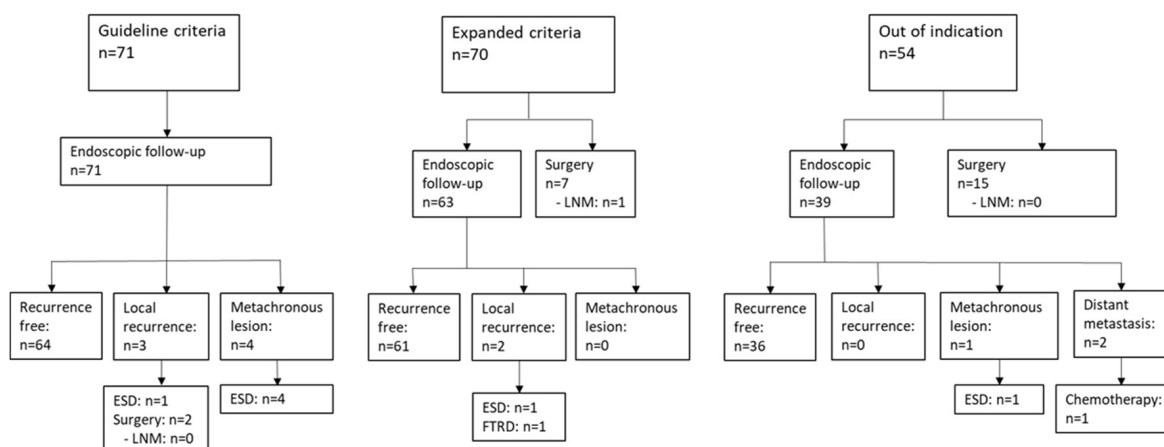 Guideline criteria
n=71
Endoscopic follow-up
n=71
Recurrence
free:
n=64
Local
recurrence:
n=3
Metachronous
lesion:
n=4
ESD: n=1
Surgery: n=2
- LNM: n=0
ESD: n=4
Expanded criteria
n=70
Endoscopic
follow-up
n=63
Surgery
n=7
- LNM: n=1
Recurrence
free:
n=61
Local
recurrence:
n=2
Metachronous
lesion:
n=0
ESD: n=1
FTRD: n=1
Out of indication
n=54
Endoscopic
follow-up
n=39
Surgery
n=15
- LNM: n=0
Recurrence
free:
n=36
Local
recurrence:
n=0
Metachronous
lesion:
n=1
Distant
metastasis:
n=2
ESD: n=1
Chemotherapy:
n=1